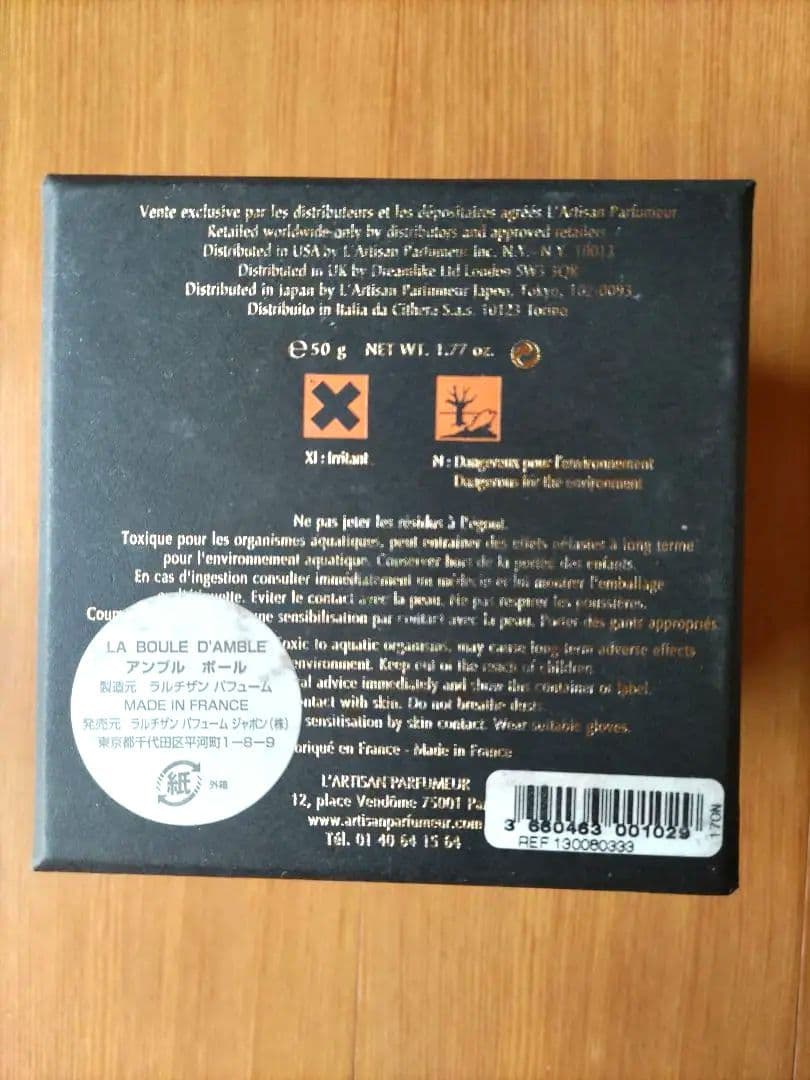 Vente exclusive par les distributeurs et les dépositaires agréés L'Artisan Parfumeur
Retailed worldwide only by distributors and approved retailers
Distributed in USA by L'Artisan Parfumeur Inc. N.Y. - N.Y. 10013
Distributed in UK by Dreamlike Ltd London SW3 3QR
Distributed in Japan by L'Artisan Parfumeur Japon, Tokyo, 102-0093
Distribuito in Italia da Cithera S.a.s. 10123 Torino
℮ 50 g NET WT. 1.77 oz.
XI : Irritant
N : Dangereux pour l'environnement
Dangerous for the environment
Ne pas jeter les résidus à l'egout.
Toxique pour les organismes aquatiques, peut entrainer des effets néfastes à long terme
pour l'environnement aquatique. Conserver hors de la portée des enfants.
En cas d'ingestion consulter immédiatement un médecin et lui montrer l'emballage
Eviter le contact avec la peau. Ne pas respirer les poussières.
sensibilisation par contact avec la peau. Porter des gants appropriés.
to aquatic organisms, may cause long term adverse effects
environment. Keep out of the reach of children.
advice immediately and show this container or label.
contact with skin. Do not breathe dust.
sensitisation by skin contact. Wear suitable gloves.
en France - Made in France
L'ARTISAN PARFUMEUR
12, place Vendôme 75001
www.artisanparfumeur.com
Tél. 01 40 64 15 64
LA BOULE D'AMBLE
アンブル ボール
製造元 ラルチザン パフューム
MADE IN FRANCE
発売元 ラルチザン パフューム ジャポン(株)
東京都千代田区平河町1-8-9
紙 外箱
3 660463 001029
REF 130080333
170N